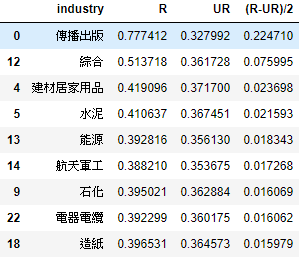 industry R UR (R-UR)/2
0 傳播出版 0.777412 0.327992 0.224710
12 綜合 0.513718 0.361728 0.075995
4 建材居家用品 0.419096 0.371700 0.023698
5 水泥 0.410637 0.367451 0.021593
13 能源 0.392816 0.356130 0.018343
14 航天軍工 0.388210 0.353675 0.017268
9 石化 0.395021 0.362884 0.016069
22 電器電纜 0.392299 0.360175 0.016062
18 造紙 0.396531 0.364573 0.015979